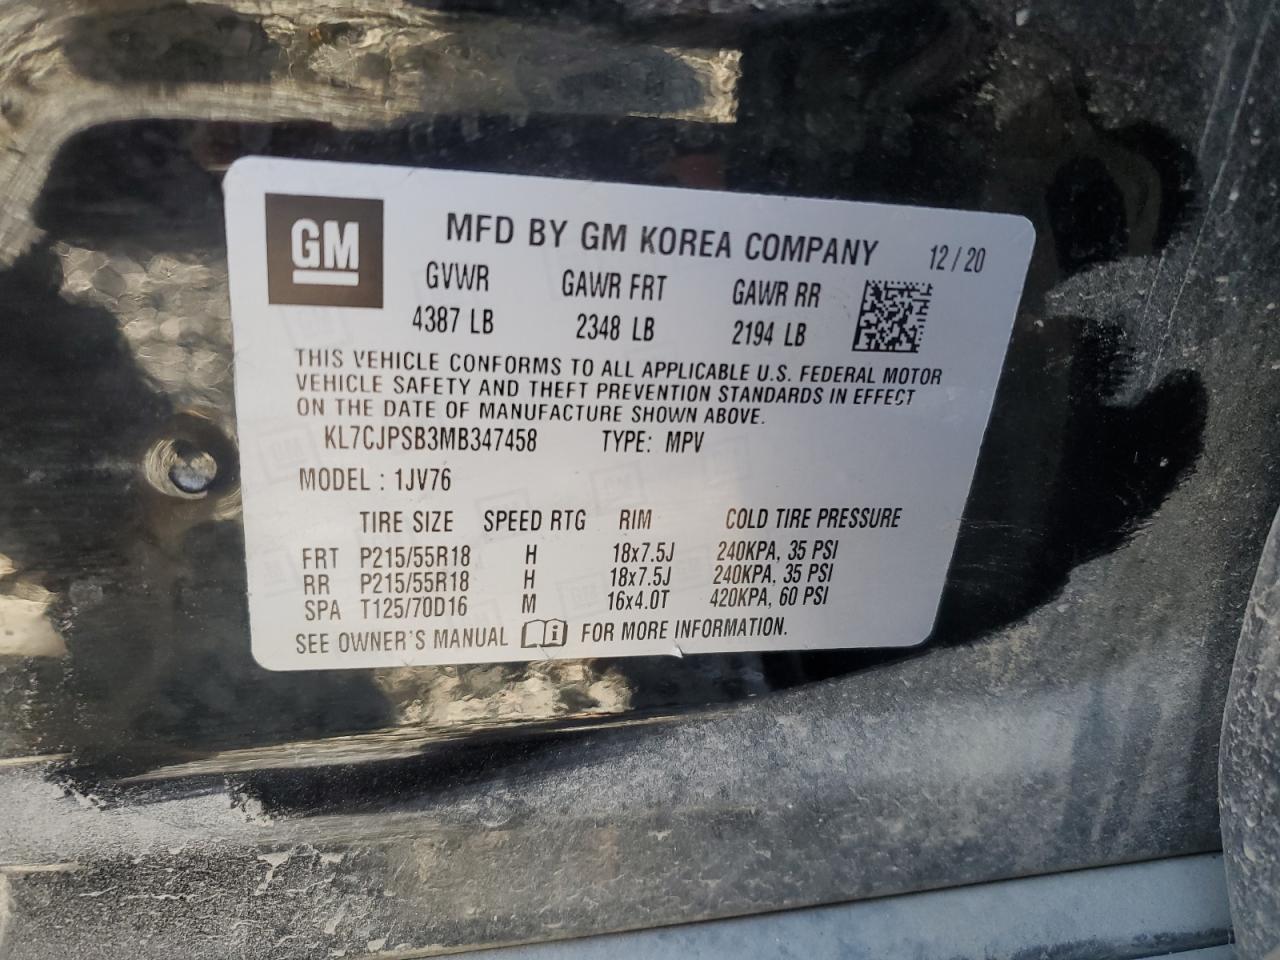 GM
MFD BY GM KOREA COMPANY 12/20
GVWR GAWR FRT GAWR RR
4387 LB 2348 LB 2194 LB
THIS VEHICLE CONFORMS TO ALL APPLICABLE U.S. FEDERAL MOTOR
VEHICLE SAFETY AND THEFT PREVENTION STANDARDS IN EFFECT
ON THE DATE OF MANUFACTURE SHOWN ABOVE.
KL7CJPSB3MB347458 TYPE: MPV
MODEL : 1JV76
TIRE SIZE SPEED RTG RIM COLD TIRE PRESSURE
FRT P215/55R18 H 18x7.5J 240KPA, 35 PSI
RR P215/55R18 H 18x7.5J 240KPA, 35 PSI
SPA T125/70D16 M 16x4.0T 420KPA, 60 PSI
SEE OWNER'S MANUAL i FOR MORE INFORMATION.